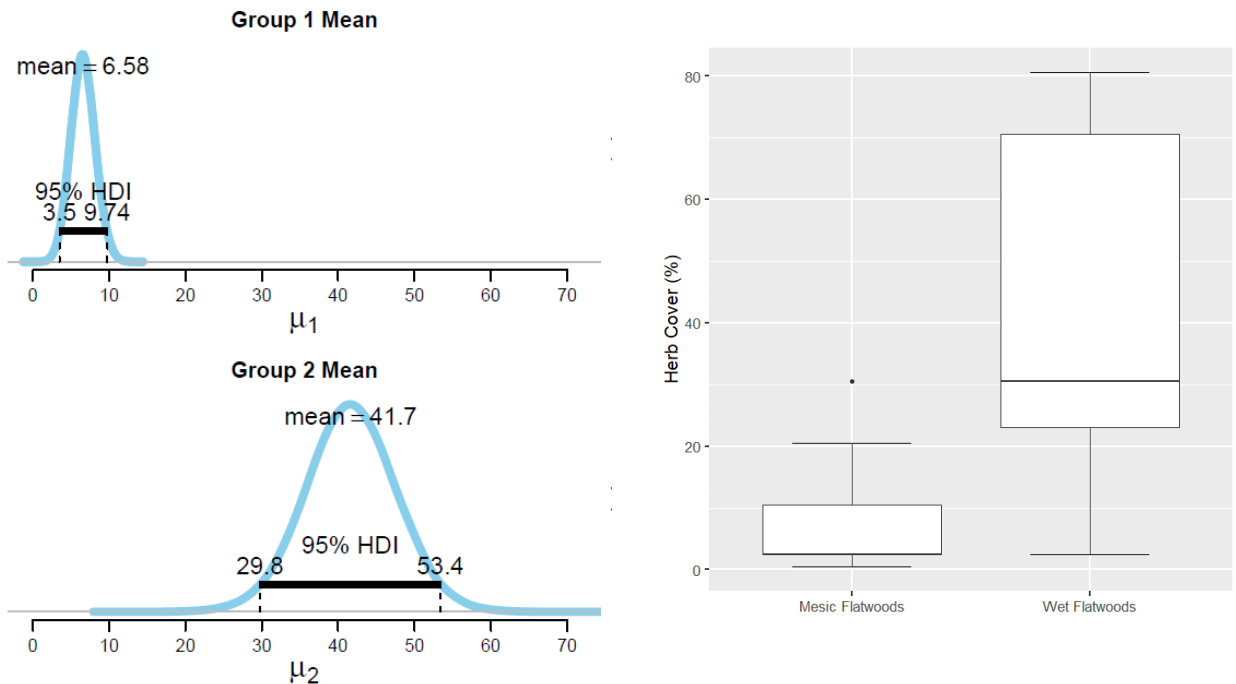 Group 1 Mean
mean = 6.58
95% HDI
3.5 9.74
0 10 20 30 40 50 60 70
μ1
Group 2 Mean
mean = 41.7
95% HDI
29.8 53.4
0 10 20 30 40 50 60 70
μ2
Herb Cover (%)
80
60
40
20
0
Mesic Flatwoods Wet Flatwoods